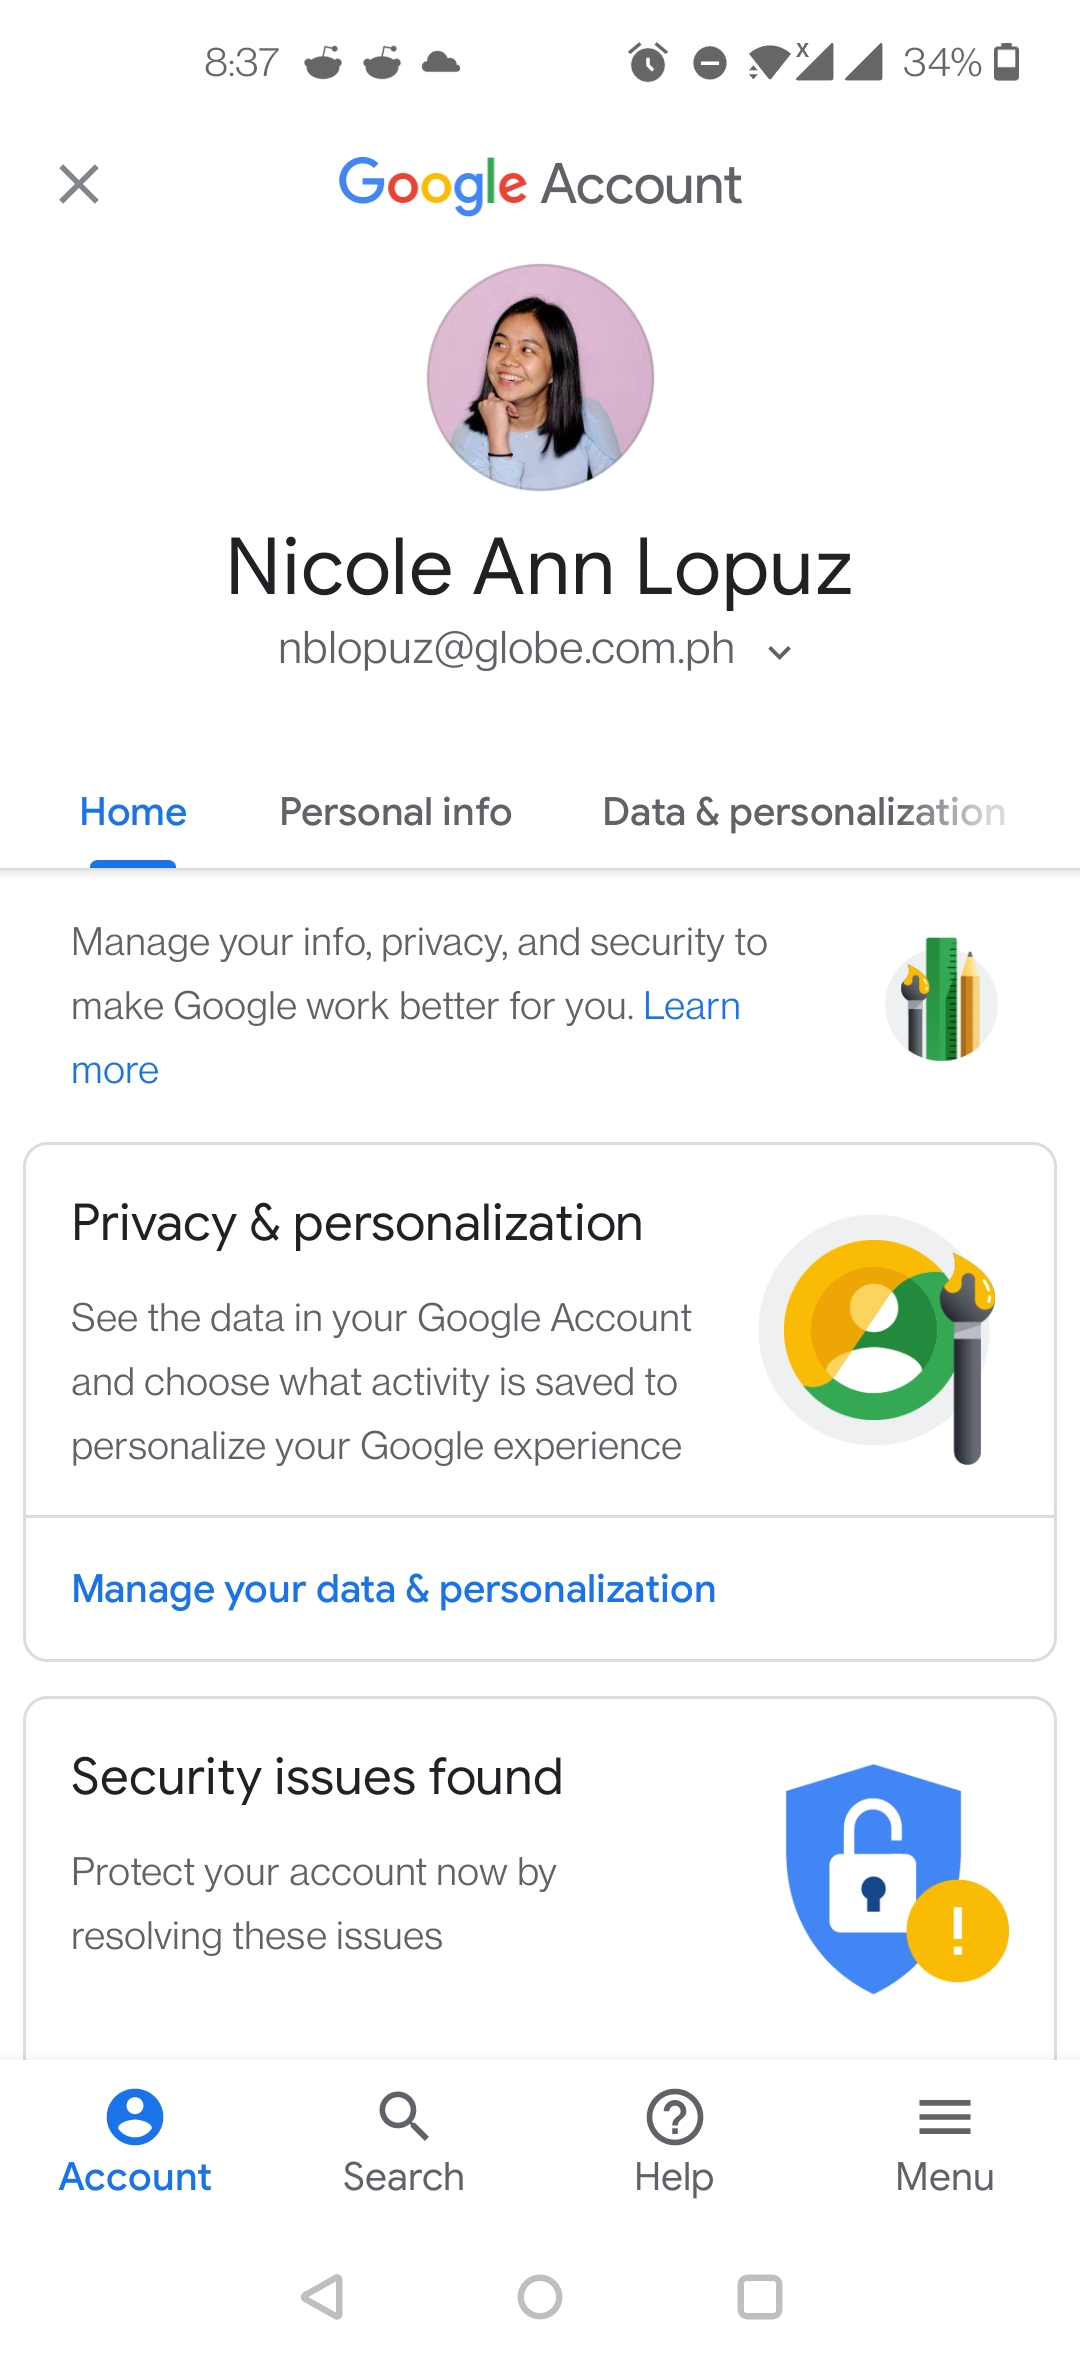 8:37
34%
Google Account
Nicole Ann Lopuz
nblopuz@globe.com.ph
Home Personal info Data & personalization
Manage your info, privacy, and security to
make Google work better for you. Learn
more
Privacy & personalization
See the data in your Google Account
and choose what activity is saved to
personalize your Google experience
Manage your data & personalization
Security issues found
Protect your account now by
resolving these issues
Account Search Help Menu